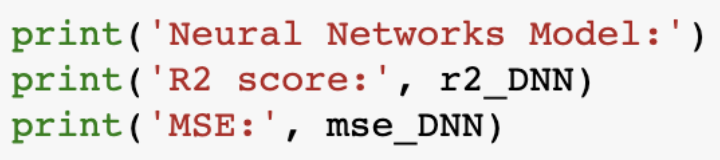 print('Neural Networks Model:')
print('R2 score:', r2_DNN)
print('MSE:', mse_DNN)